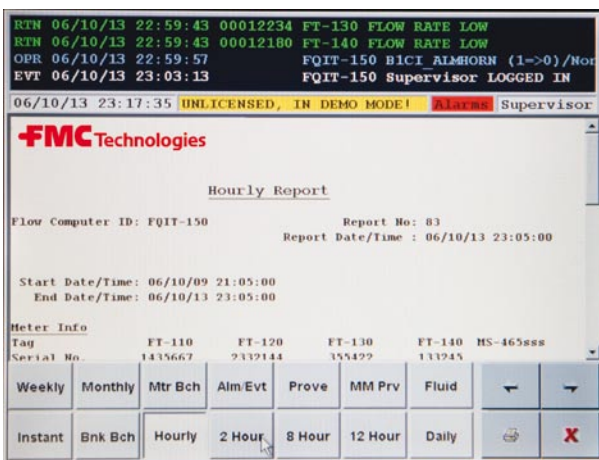 RTN 06/10/13 22:59:43 00012234 FT-130 FLOW RATE LOW
RTN 06/10/13 22:59:43 00012180 FT-140 FLOW RATE LOW
OPR 06/10/13 22:59:57 FQIT-150 B1CI_ALMHORN (1=>0)/Nor
EVT 06/10/13 23:03:13 FQIT-150 Supervisor LOGGED IN
06/10/13 23:17:35 UNLICENSED, IN DEMO MODE! Alarms Supervisor
FMC Technologies
Hourly Report
Flow Computer ID: FQIT-150 Report No: 83
Report Date/Time : 06/10/13 23:05:00
Start Date/Time: 06/10/09 21:05:00
End Date/Time: 06/10/13 23:05:00
Meter Info
Tag FT-110 FT-120 FT-130 FT-140 MS-465sss
Serial No. 1435667 2332144 355422 133245
Weekly Monthly Mtr Bch Alm/Evt Prove MM Prv Fluid
Instant Bnk Bch Hourly 2 Hour 8 Hour 12 Hour Daily X